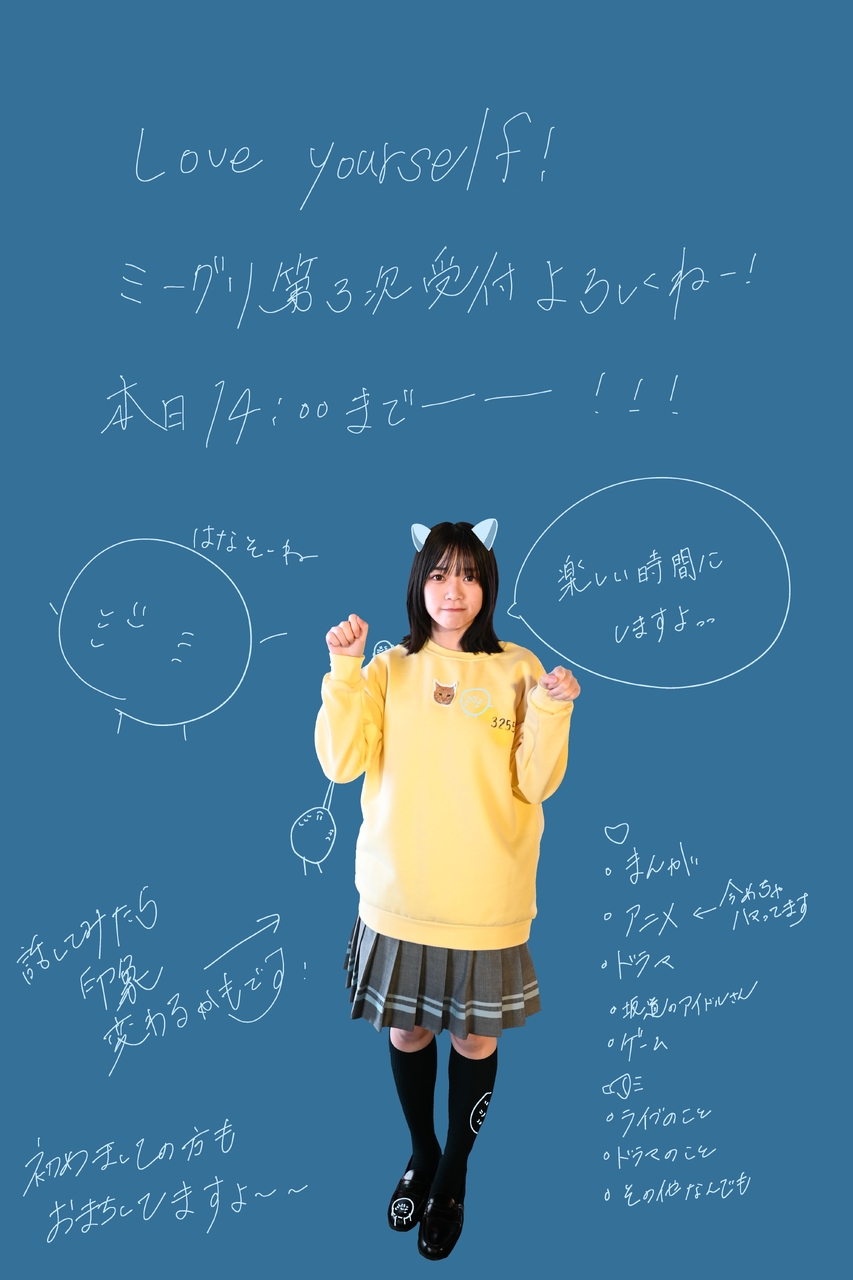 Love yourself!
ミーグリ第3次受付よろしくねー!
本日14:00までーー!!!
はなそーね
楽しい時間に
しますよ
3255
まんが
アニメ ← 今めちゃ
ハマってます
ドラマ
坂道のアイドルさん
ゲーム
ライブのこと
ドラマのこと
その他なんでも
話してみたら
印象
変わるかもです!
初めましての方も
おまちしてますよ〜〜